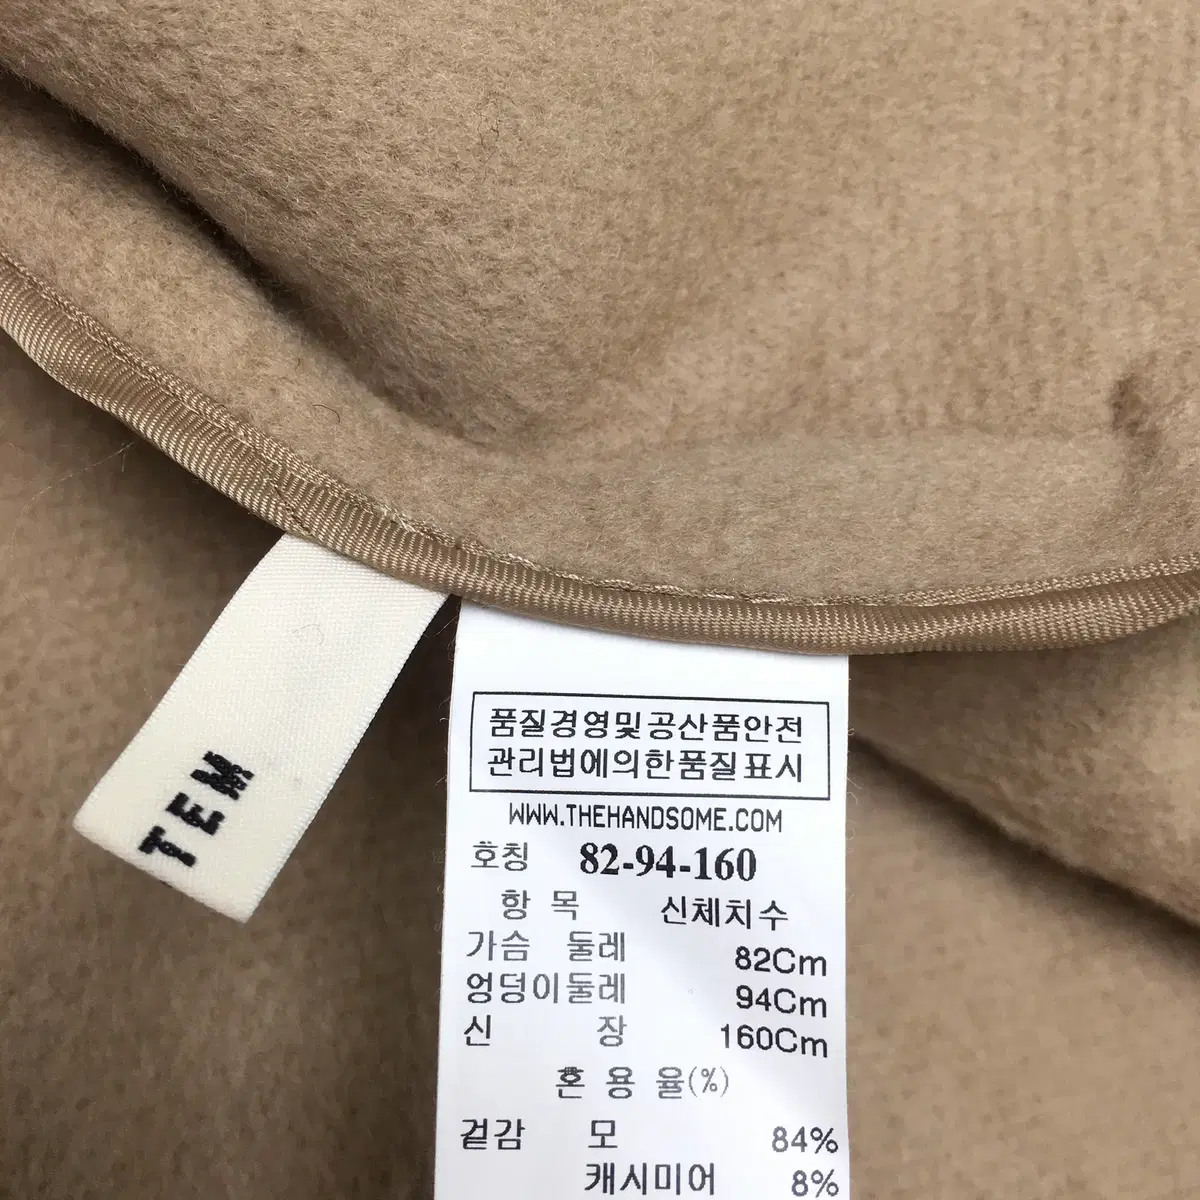 TEM
품질경영및공산품안전
관리법에의한품질표시
WWW.THEHANDSOME.COM
호칭 82-94-160
항 목 신체치수
가슴 둘레 82Cm
엉덩이둘레 94Cm
신 장 160Cm
혼 용 율(%)
겉감 모 84%
캐시미어 8%